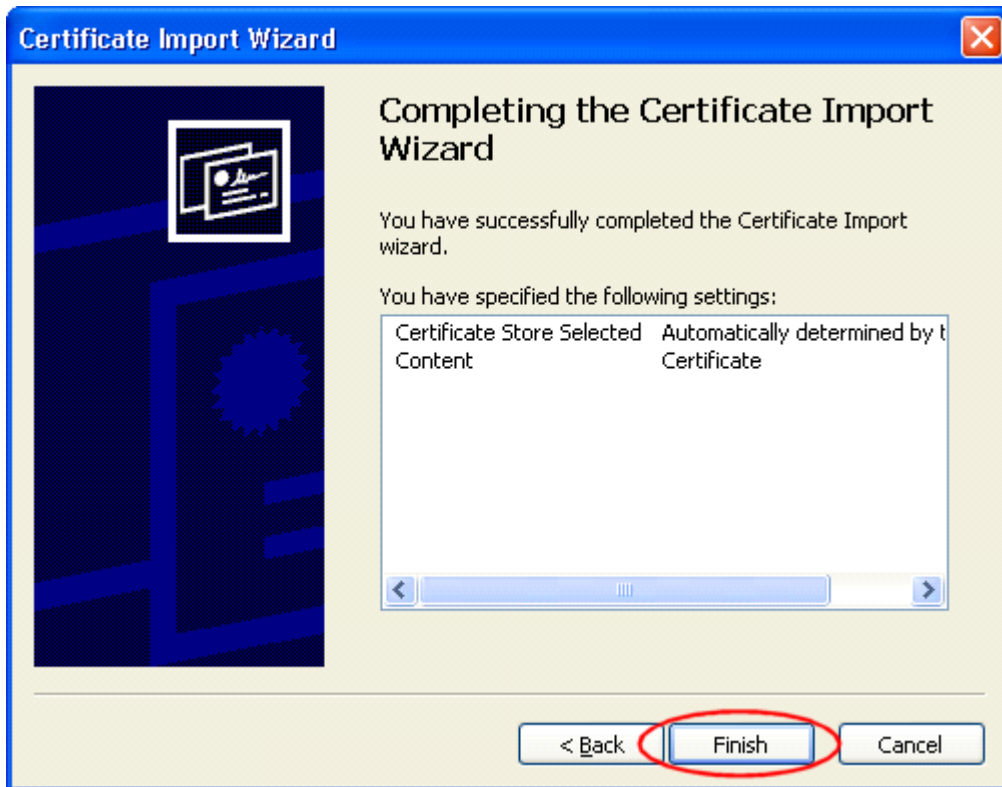 Certificate Import Wizard
Completing the Certificate Import
Wizard
You have successfully completed the Certificate Import
wizard.
You have specified the following settings:
Certificate Store Selected Automatically determined by t
Content Certificate
< Back Finish Cancel